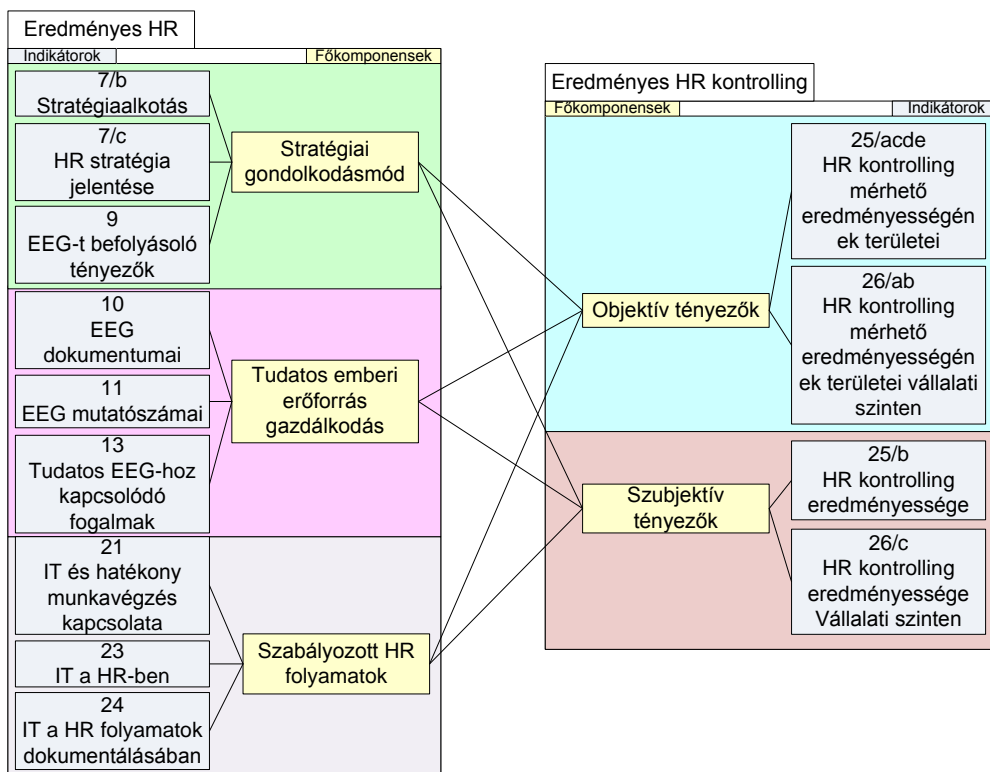 Eredményes HR
Indikátorok
Főkomponensek
7/b
Stratégiaalkotás
7/c
HR stratégia
jelentése
9
EEG-t befolyásoló
tényezők
Stratégiai
gondolkodásmód
10
EEG
dokumentumai
11
EEG mutatószámai
13
Tudatos EEG-hoz
kapcsolódó
fogalmak
Tudatos emberi
erőforrás
gazdálkodás
21
IT és hatékony
munkavégzés
kapcsolata
23
IT a HR-ben
24
IT a HR folyamatok
dokumentálásában
Szabályozott HR
folyamatok
Eredményes HR kontrolling
Főkomponensek
Indikátorok
Objektív tényezők
25/acde
HR kontrolling
mérhető
eredményességén
ek területei
26/ab
HR kontrolling
mérhető
eredményességén
ek területei vállalati
szinten
Szubjektív
tényezők
25/b
HR kontrolling
eredményessége
26/c
HR kontrolling
eredményessége
Vállalati szinten